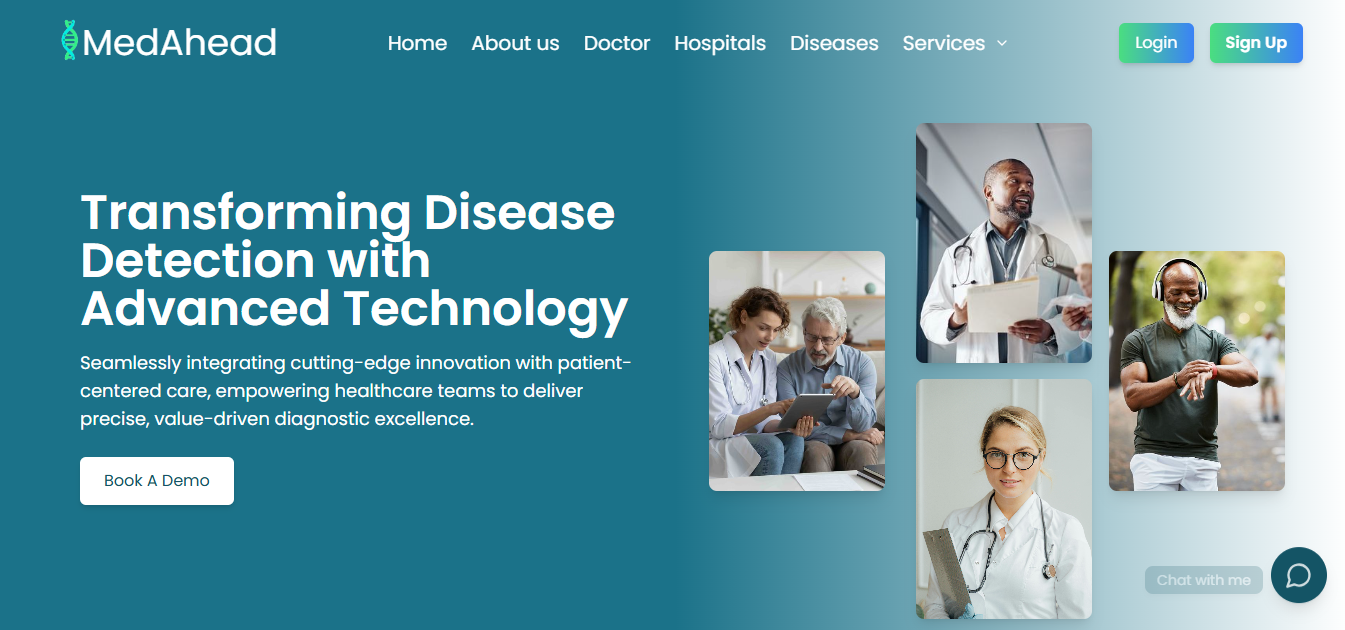 MedAhead
Home About us Doctor Hospitals Diseases Services
Login
Sign Up
Transforming Disease
Detection with
Advanced Technology
Seamlessly integrating cutting-edge innovation with patient-
centered care, empowering healthcare teams to deliver
precise, value-driven diagnostic excellence.
Book A Demo
Chat with me